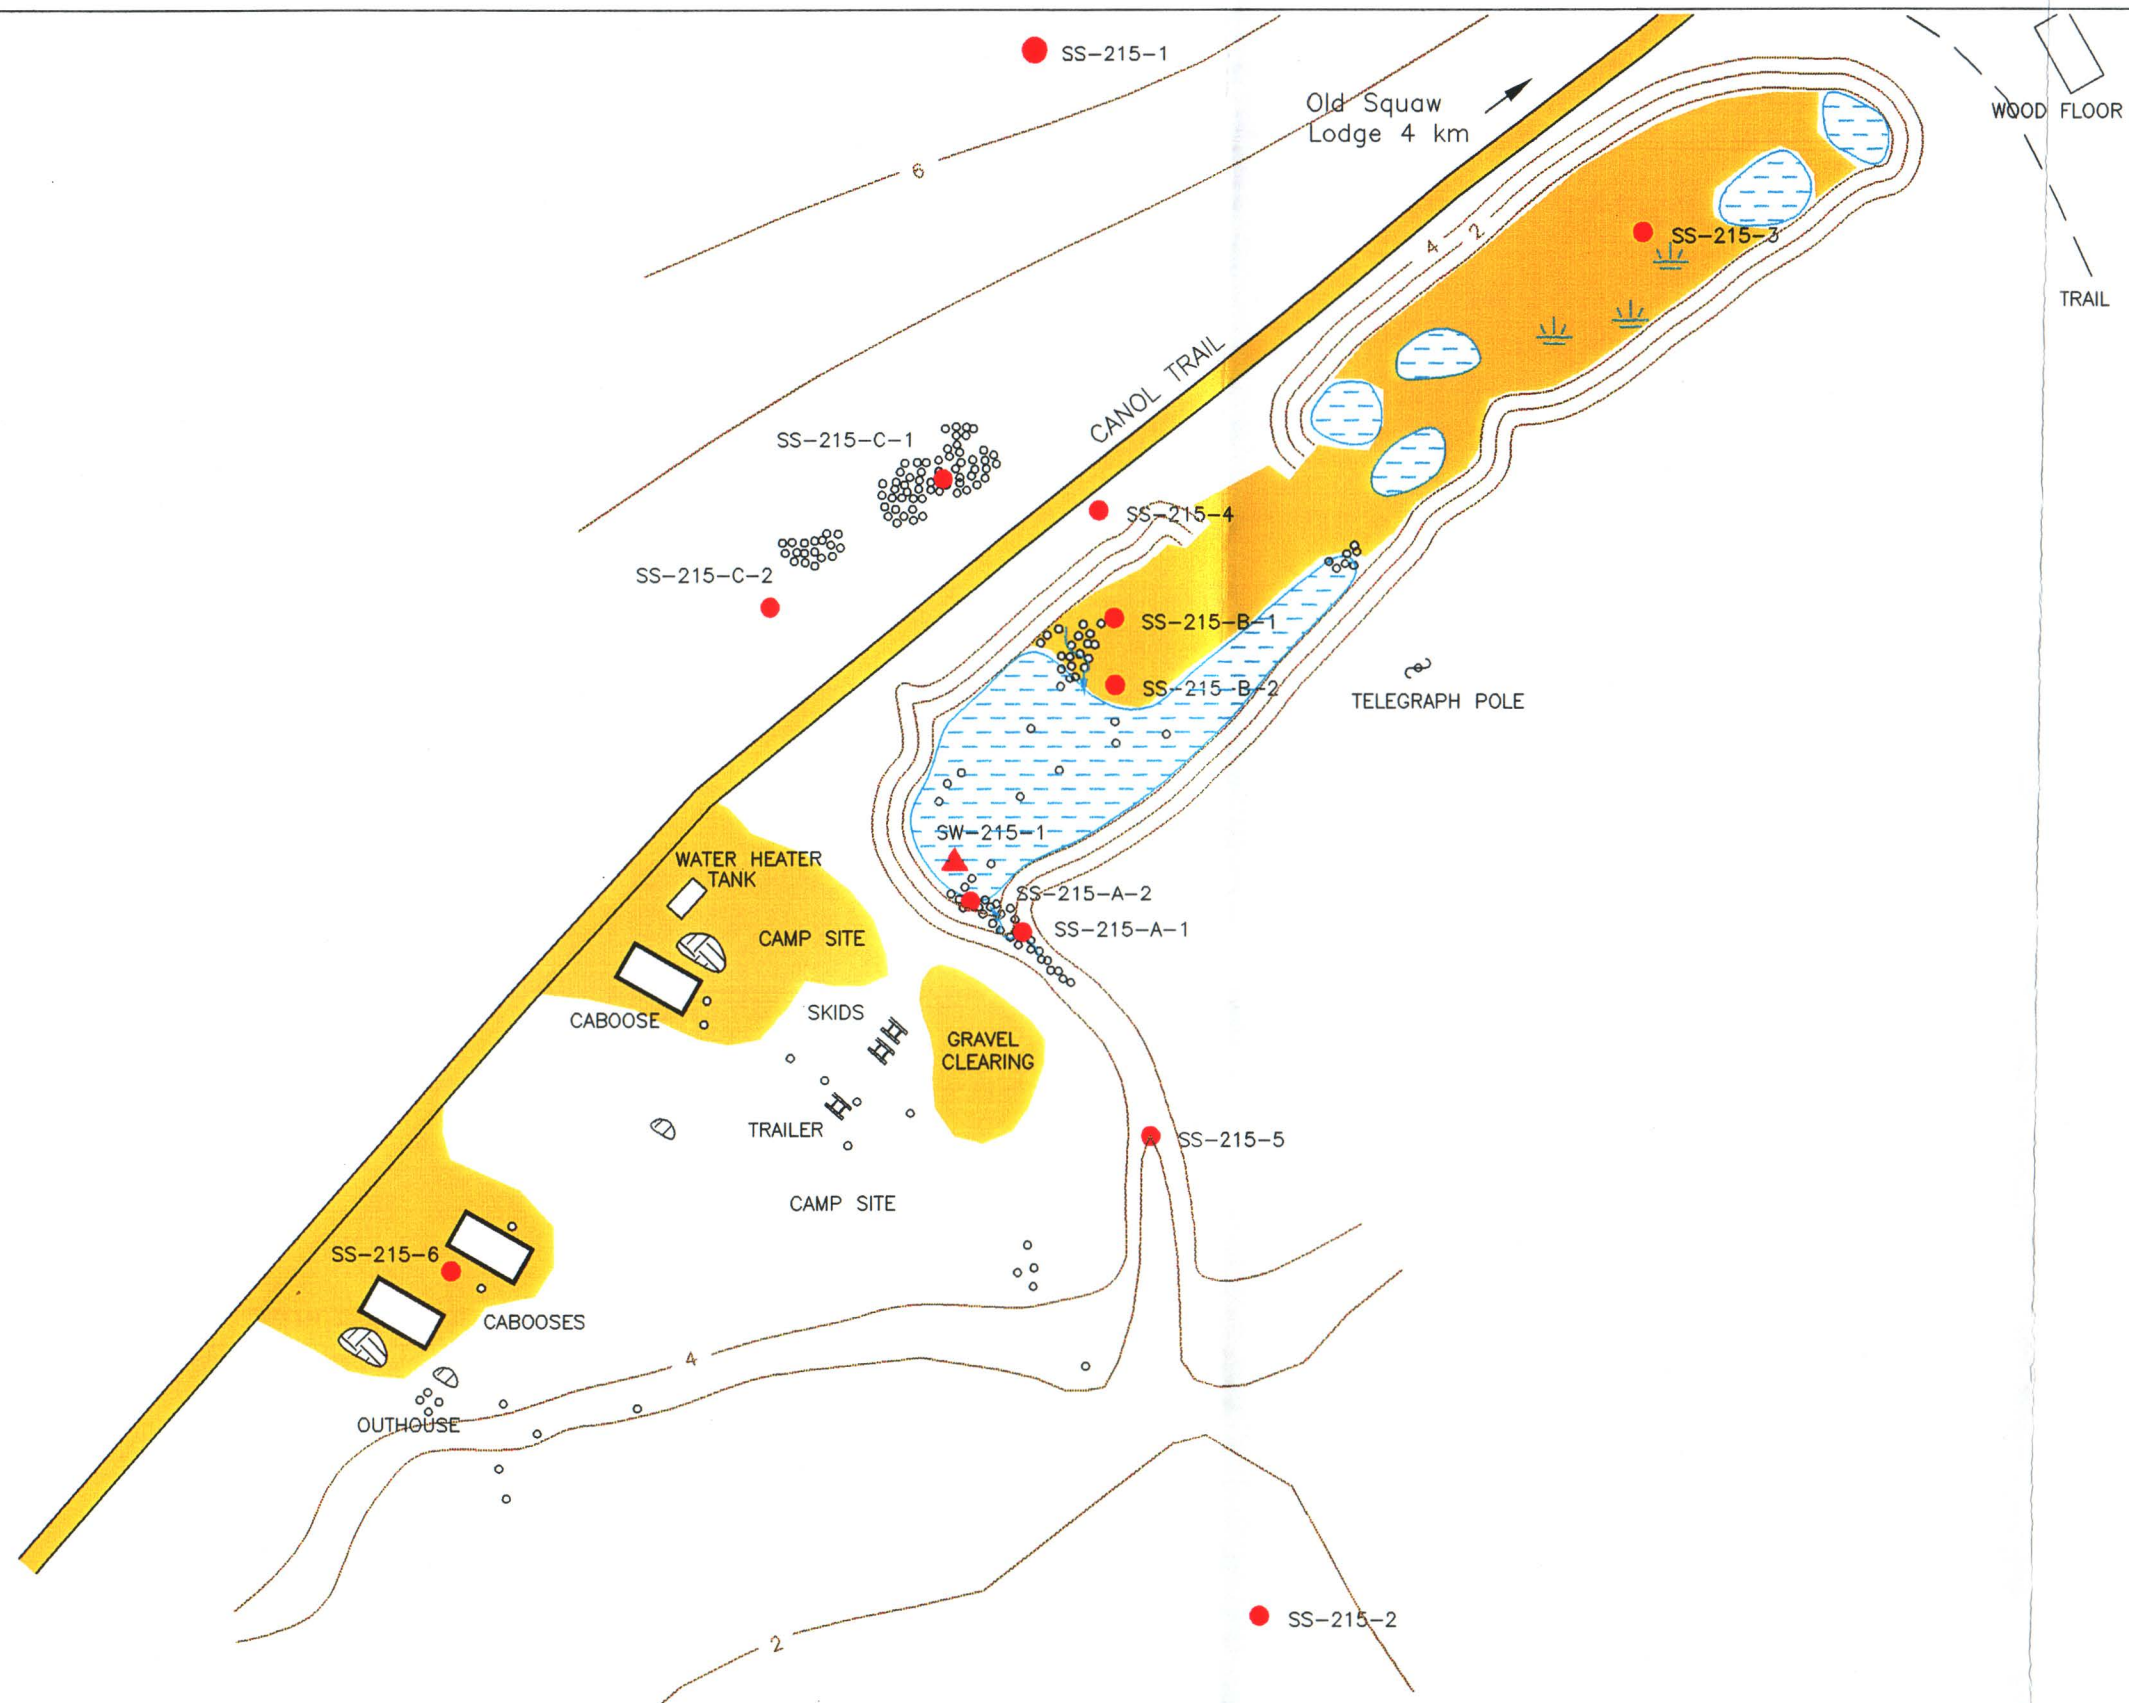 SS-215-1
Old Squaw
Lodge 4 km
WOOD FLOOR
6
4
2
SS-215-3
TRAIL
CANOL TRAIL
SS-215-C-1
SS-215-4
SS-215-C-2
SS-215-B-1
SS-215-B-2
TELEGRAPH POLE
SW-215-1
WATER HEATER
TANK
SS-215-A-2
SS-215-A-1
CAMP SITE
CABOOSE
SKIDS
GRAVEL
CLEARING
TRAILER
SS-215-5
CAMP SITE
SS-215-6
CABOOSES
4
OUTHOUSE
SS-215-2
2